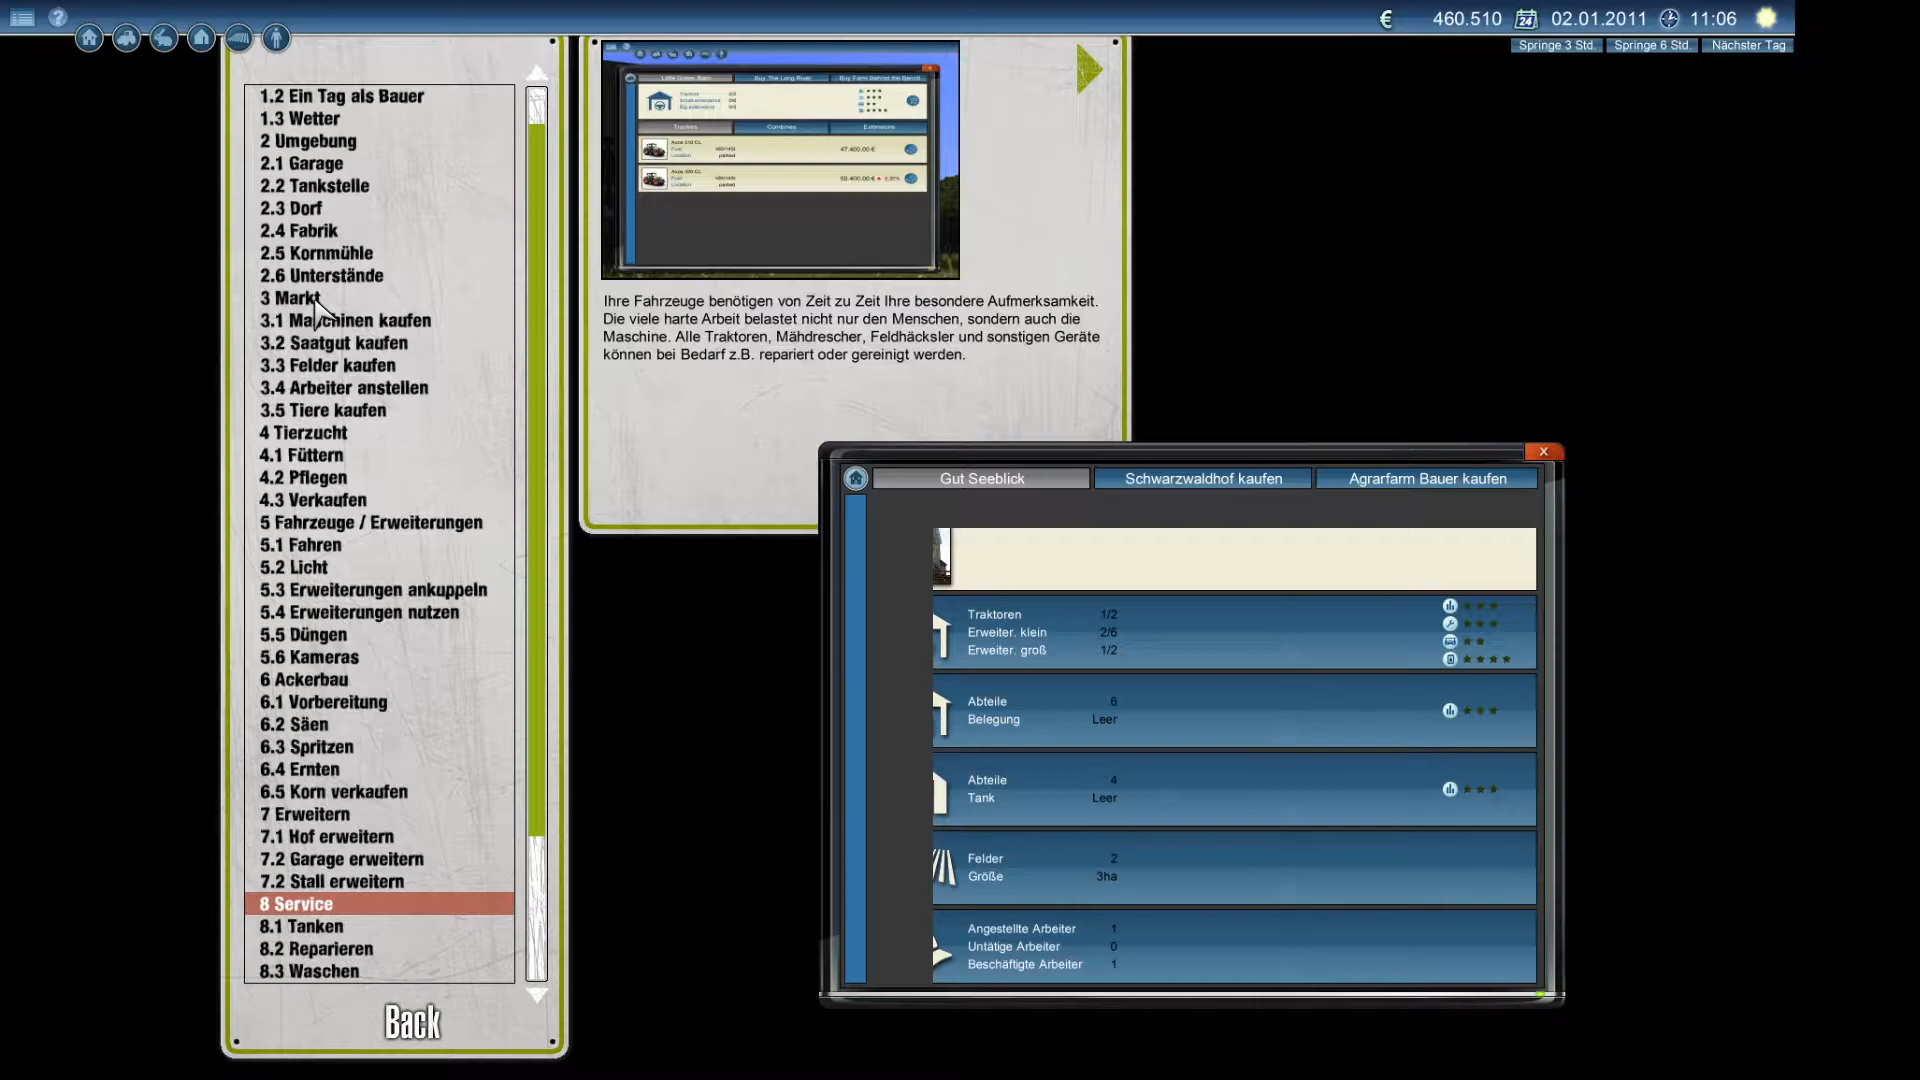 € 460.510 24 02.01.2011 11:06
Springe 3 Std. Springe 6 Std. Nächster Tag
1.2 Ein Tag als Bauer
1.3 Wetter
2 Umgebung
2.1 Garage
2.2 Tankstelle
2.3 Dorf
2.4 Fabrik
2.5 Kornmühle
2.6 Unterstände
3 Markt
3.1 Maschinen kaufen
3.2 Saatgut kaufen
3.3 Felder kaufen
3.4 Arbeiter anstellen
3.5 Tiere kaufen
4 Tierzucht
4.1 Füttern
4.2 Pflegen
4.3 Verkaufen
5 Fahrzeuge / Erweiterungen
5.1 Fahren
5.2 Licht
5.3 Erweiterungen ankuppeln
5.4 Erweiterungen nutzen
5.5 Düngen
5.6 Kameras
6 Ackerbau
6.1 Vorbereitung
6.2 Säen
6.3 Spritzen
6.4 Ernten
6.5 Korn verkaufen
7 Erweitern
7.1 Hof erweitern
7.2 Garage erweitern
7.2 Stall erweitern
8 Service
8.1 Tanken
8.2 Reparieren
8.3 Waschen
Back
Buy The Long River
Tractors Combines Extensions
47.400,00 €
Ihre Fahrzeuge benötigen von Zeit zu Zeit Ihre besondere Aufmerksamkeit.
Die viele harte Arbeit belastet nicht nur den Menschen, sondern auch die
Maschine. Alle Traktoren, Mähdrescher, Feldhäcksler und sonstigen Geräte
können bei Bedarf z.B. repariert oder gereinigt werden.
X
Gut Seeblick Schwarzwaldhof kaufen Agrarfarm Bauer kaufen
Traktoren 1/2
Erweiter. klein 2/6
Erweiter. groß 1/2
Abteile 6
Belegung Leer
Abteile 4
Tank Leer
Felder 2
Größe 3ha
Angestellte Arbeiter 1
Untätige Arbeiter 0
Beschäftigte Arbeiter 1